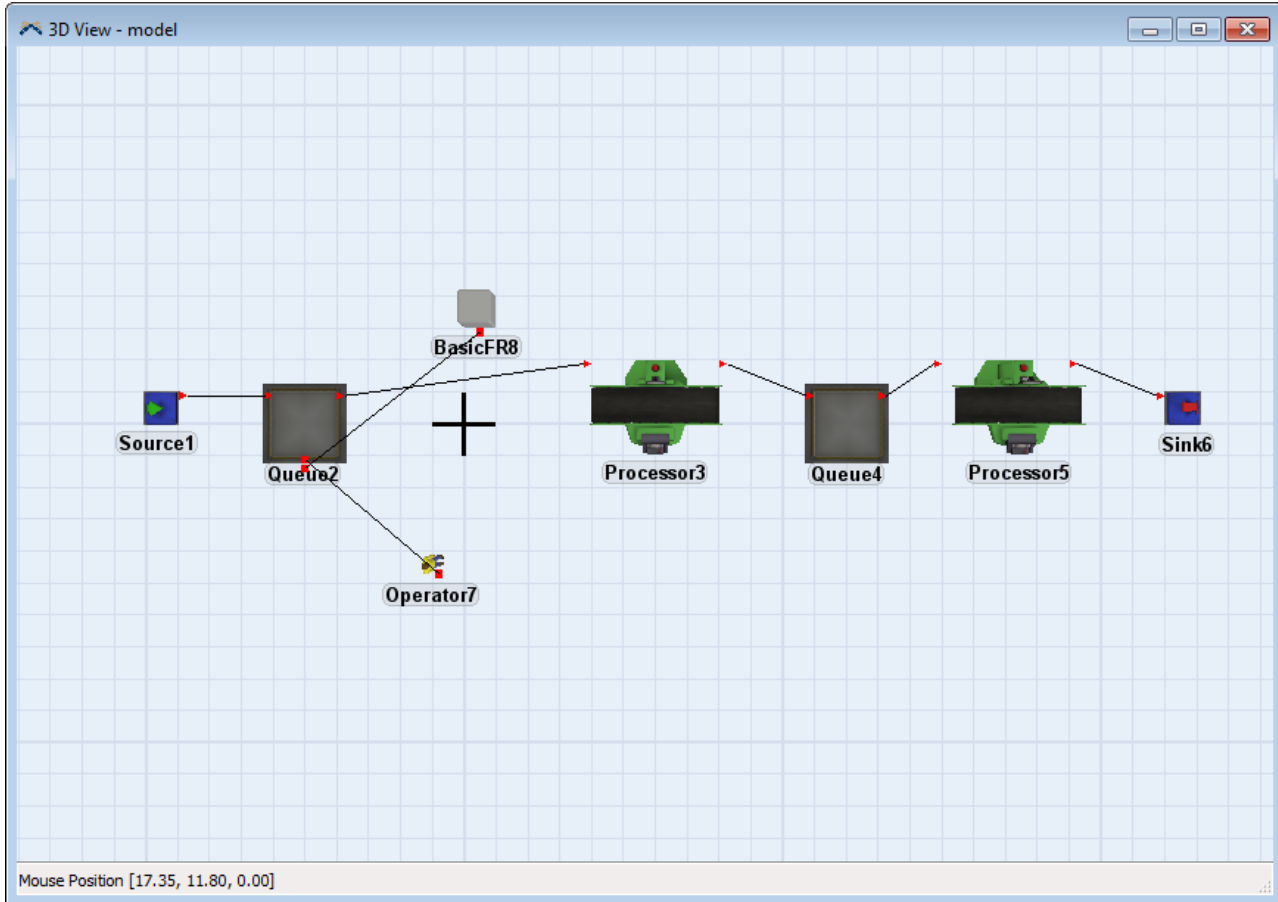 3D View - model
BasicFR8
Source1
Queue2
Processor3
Queue4
Processor5
Sink6
Operator7
Mouse Position [17.35, 11.80, 0.00]